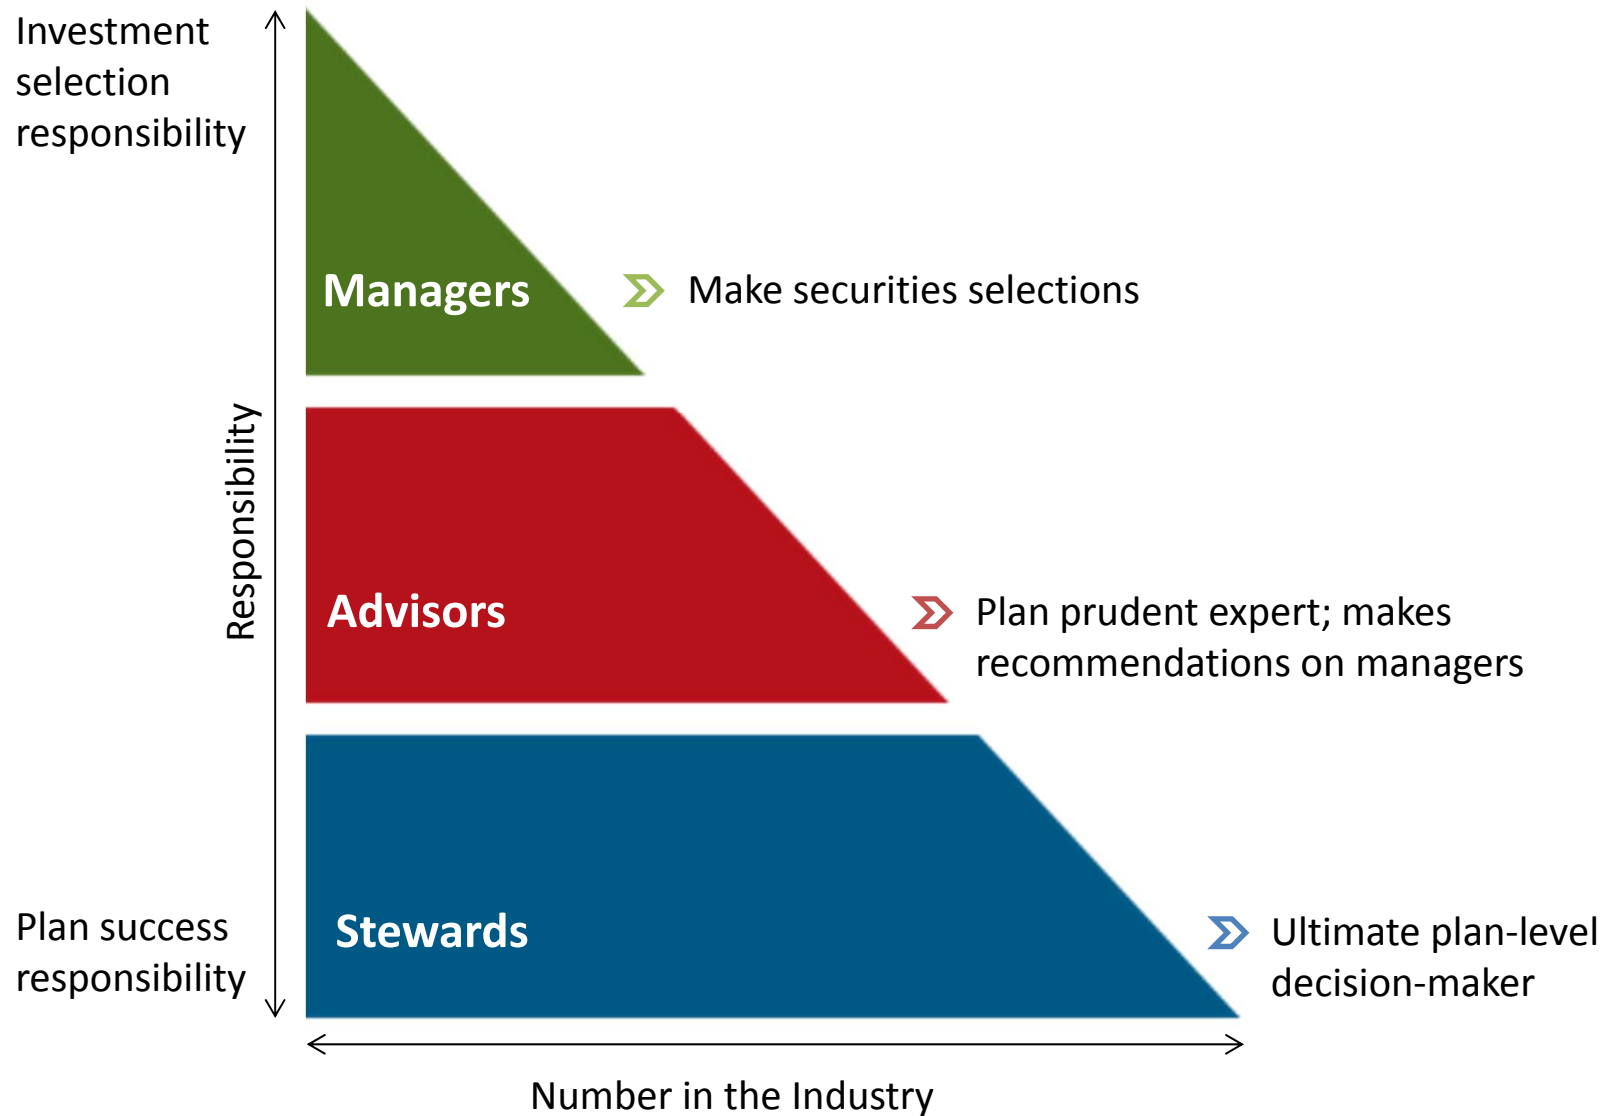 Investment
selection
responsibility
Managers
Make securities selections
Responsibility
Advisors
Plan prudent expert; makes
recommendations on managers
Plan success
responsibility
Stewards
Ultimate plan-level
decision-maker
Number in the Industry